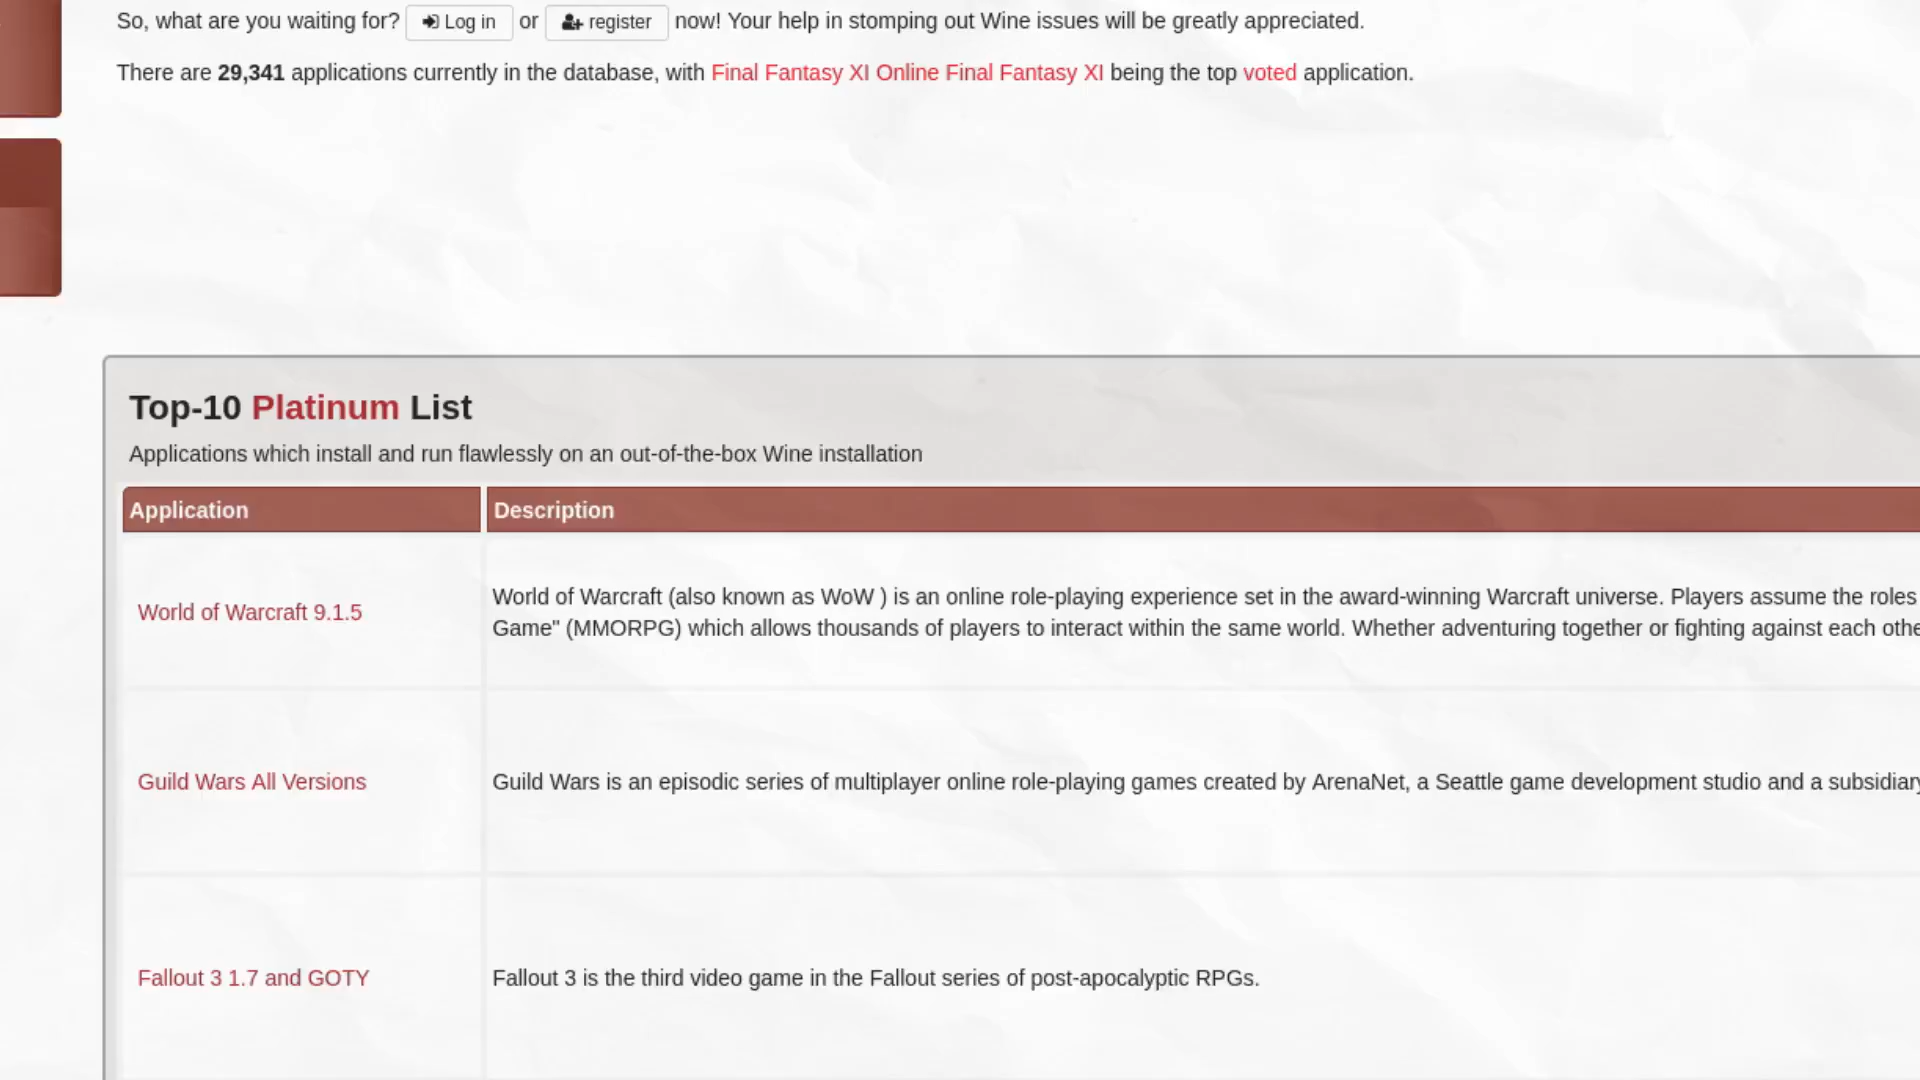 So, what are you waiting for? Log in or register now! Your help in stomping out Wine issues will be greatly appreciated.
There are 29,341 applications currently in the database, with Final Fantasy XI Online Final Fantasy XI being the top voted application.
Top-10 Platinum List
Applications which install and run flawlessly on an out-of-the-box Wine installation
Application Description
World of Warcraft 9.1.5
World of Warcraft (also known as WoW ) is an online role-playing experience set in the award-winning Warcraft universe. Players assume the roles
Game" (MMORPG) which allows thousands of players to interact within the same world. Whether adventuring together or fighting against each othe
Guild Wars All Versions
Guild Wars is an episodic series of multiplayer online role-playing games created by ArenaNet, a Seattle game development studio and a subsidiary
Fallout 3 1.7 and GOTY
Fallout 3 is the third video game in the Fallout series of post-apocalyptic RPGs.